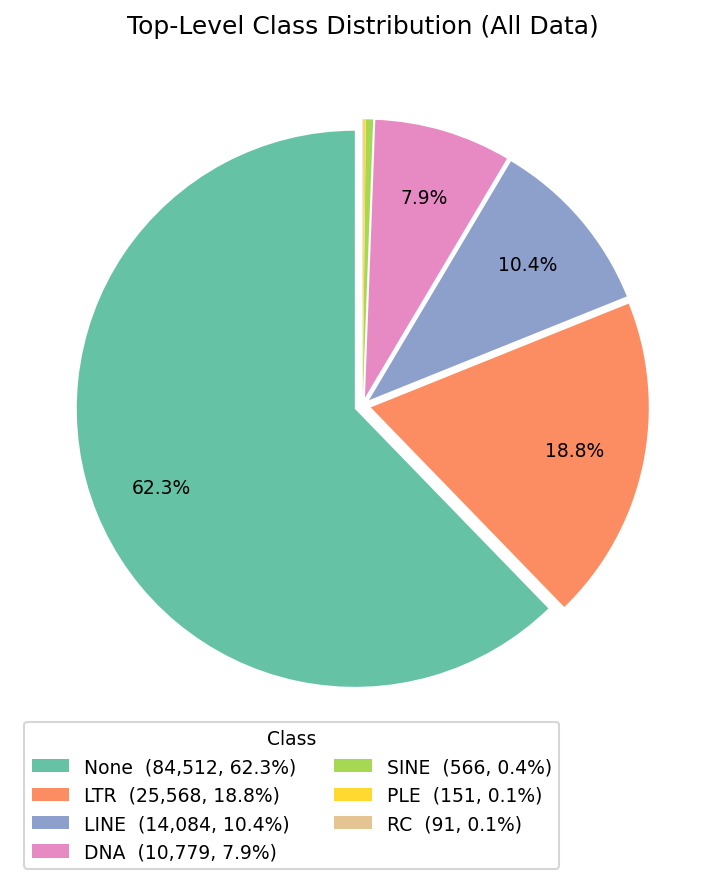 Top-Level Class Distribution (All Data)
7.9%
10.4%
18.8%
62.3%
Class
None (84,512, 62.3%)
LTR (25,568, 18.8%)
LINE (14,084, 10.4%)
DNA (10,779, 7.9%)
SINE (566, 0.4%)
PLE (151, 0.1%)
RC (91, 0.1%)